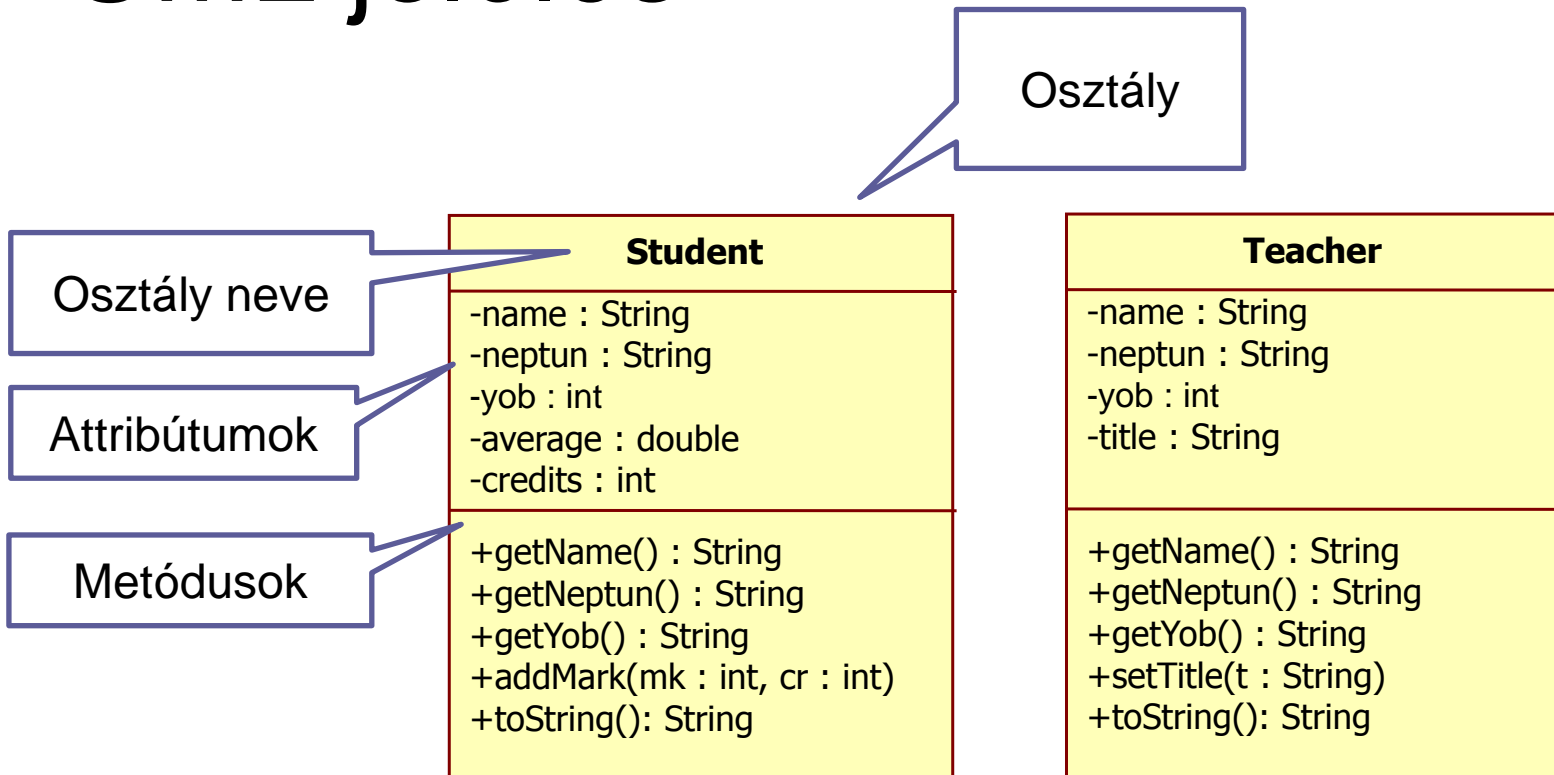 Osztály
Osztály neve
Attribútumok
Metódusok
Student
-name : String
-neptun : String
-yob : int
-average : double
-credits : int
+getName() : String
+getNeptun() : String
+getYob() : String
+addMark(mk : int, cr : int)
+toString(): String
Teacher
-name : String
-neptun : String
-yob : int
-title : String
+getName() : String
+getNeptun() : String
+getYob() : String
+setTitle(t : String)
+toString(): String